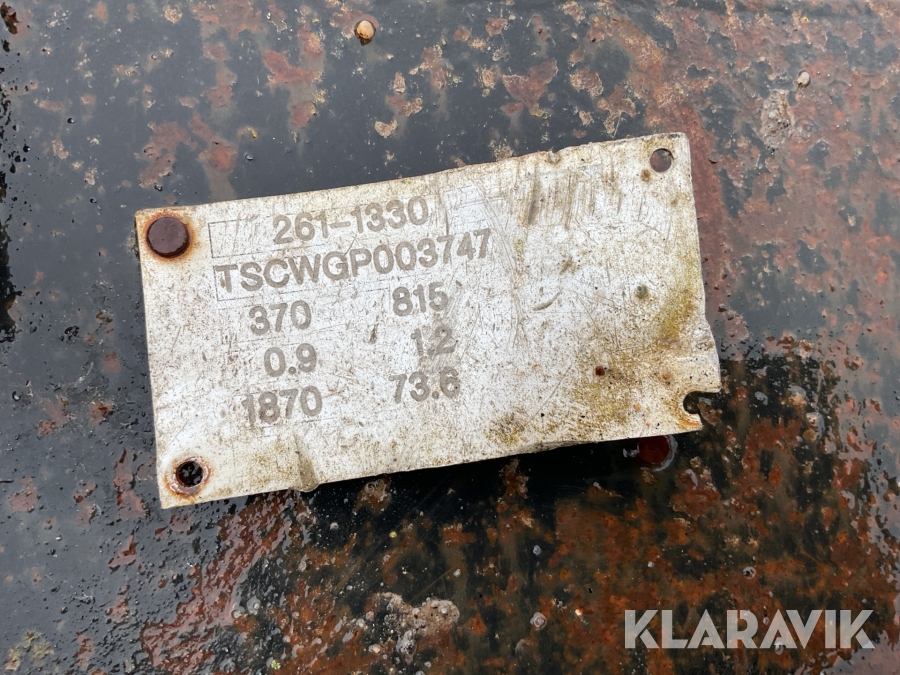 261-1330
TSCWGP003747
370 815
0.9 1.2
1870 73.6
KLARAVIK